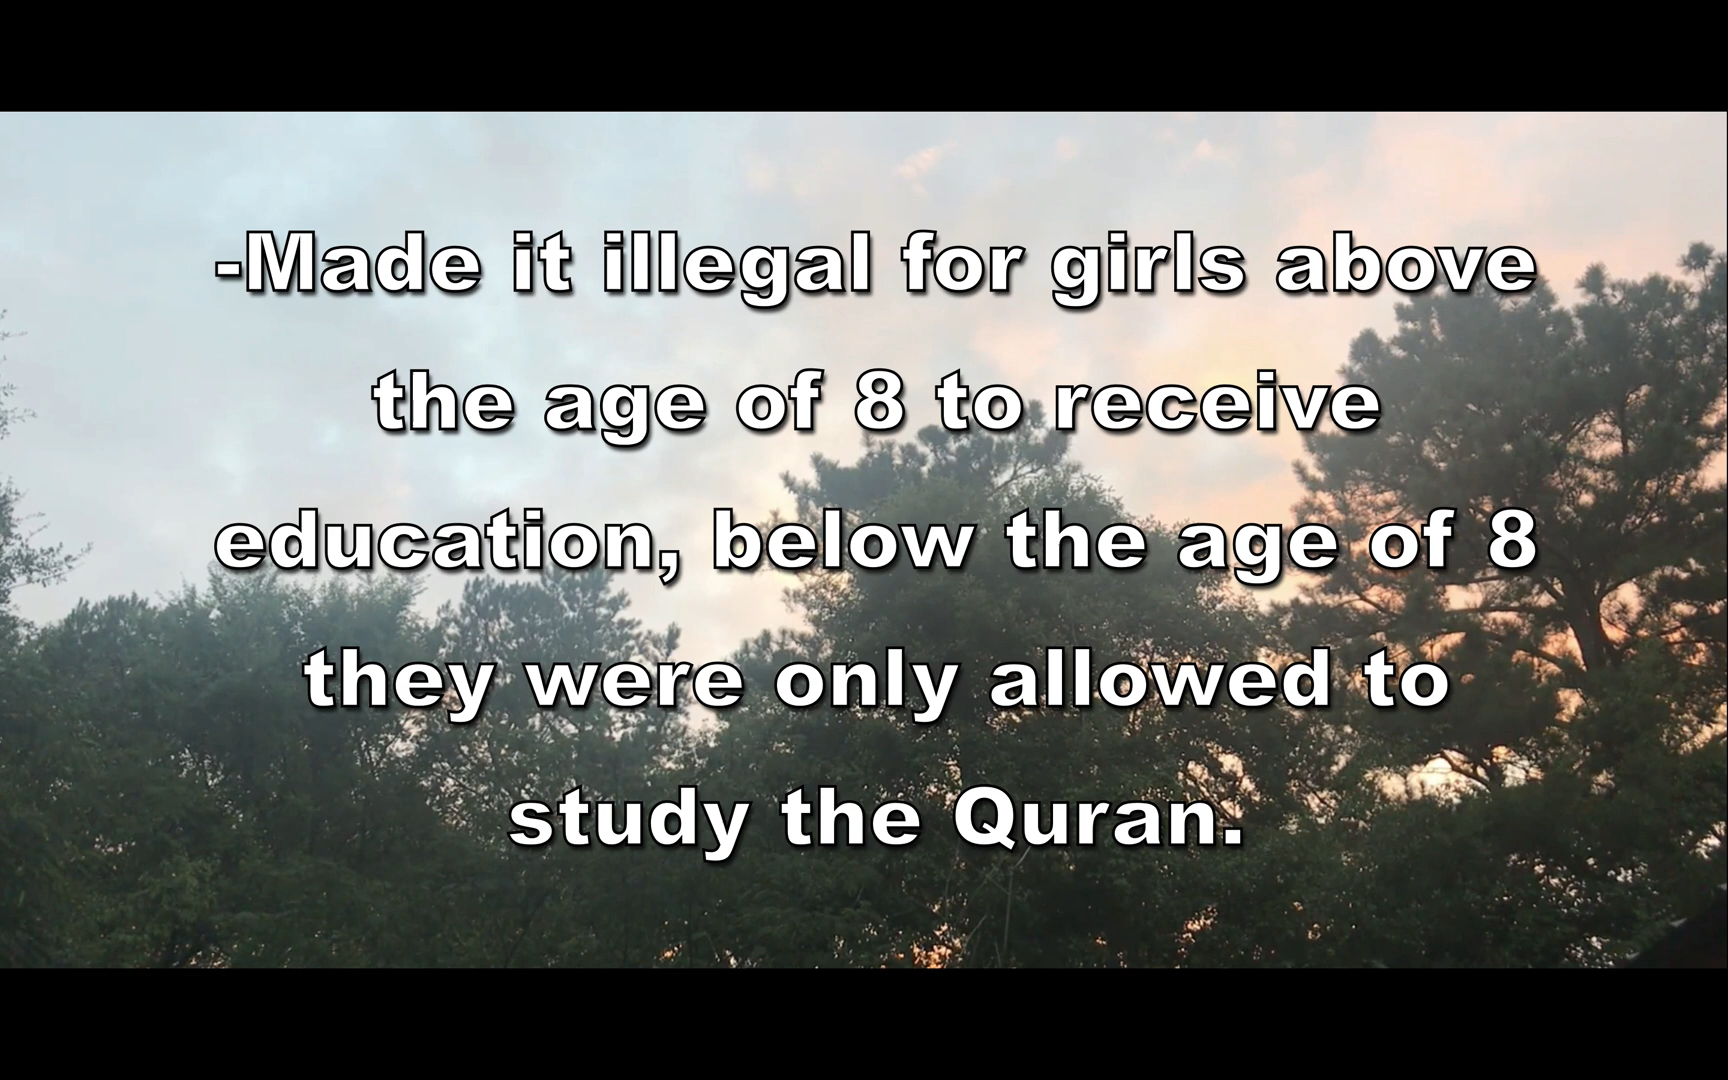 -Made it illegal for girls above
the age of 8 to receive
education, below the age of 8
they were only allowed to
study the Quran.